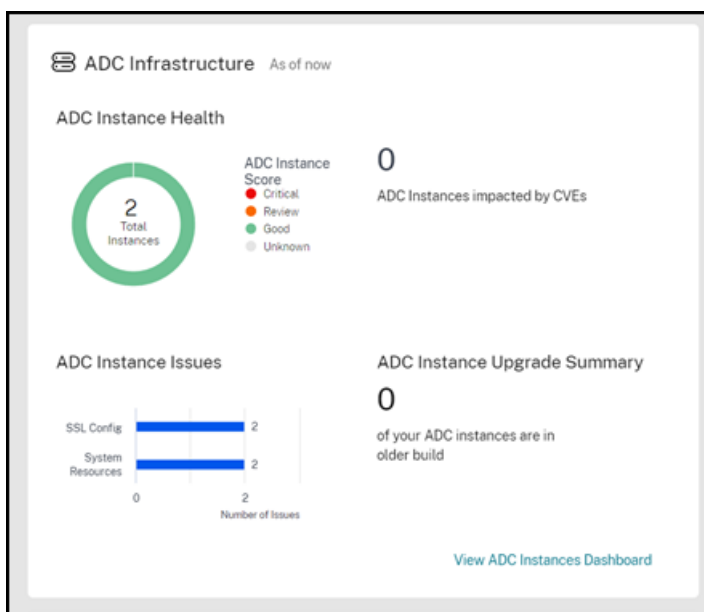 ADC Infrastructure As of now
ADC Instance Health
2
Total
Instances
ADC Instance
Score
Critical
Review
Good
Unknown
0
ADC Instances impacted by CVEs
ADC Instance Issues
SSL Config
2
System
Resources
2
0
2
Number of Issues
ADC Instance Upgrade Summary
0
of your ADC instances are in
older build
View ADC Instances Dashboard